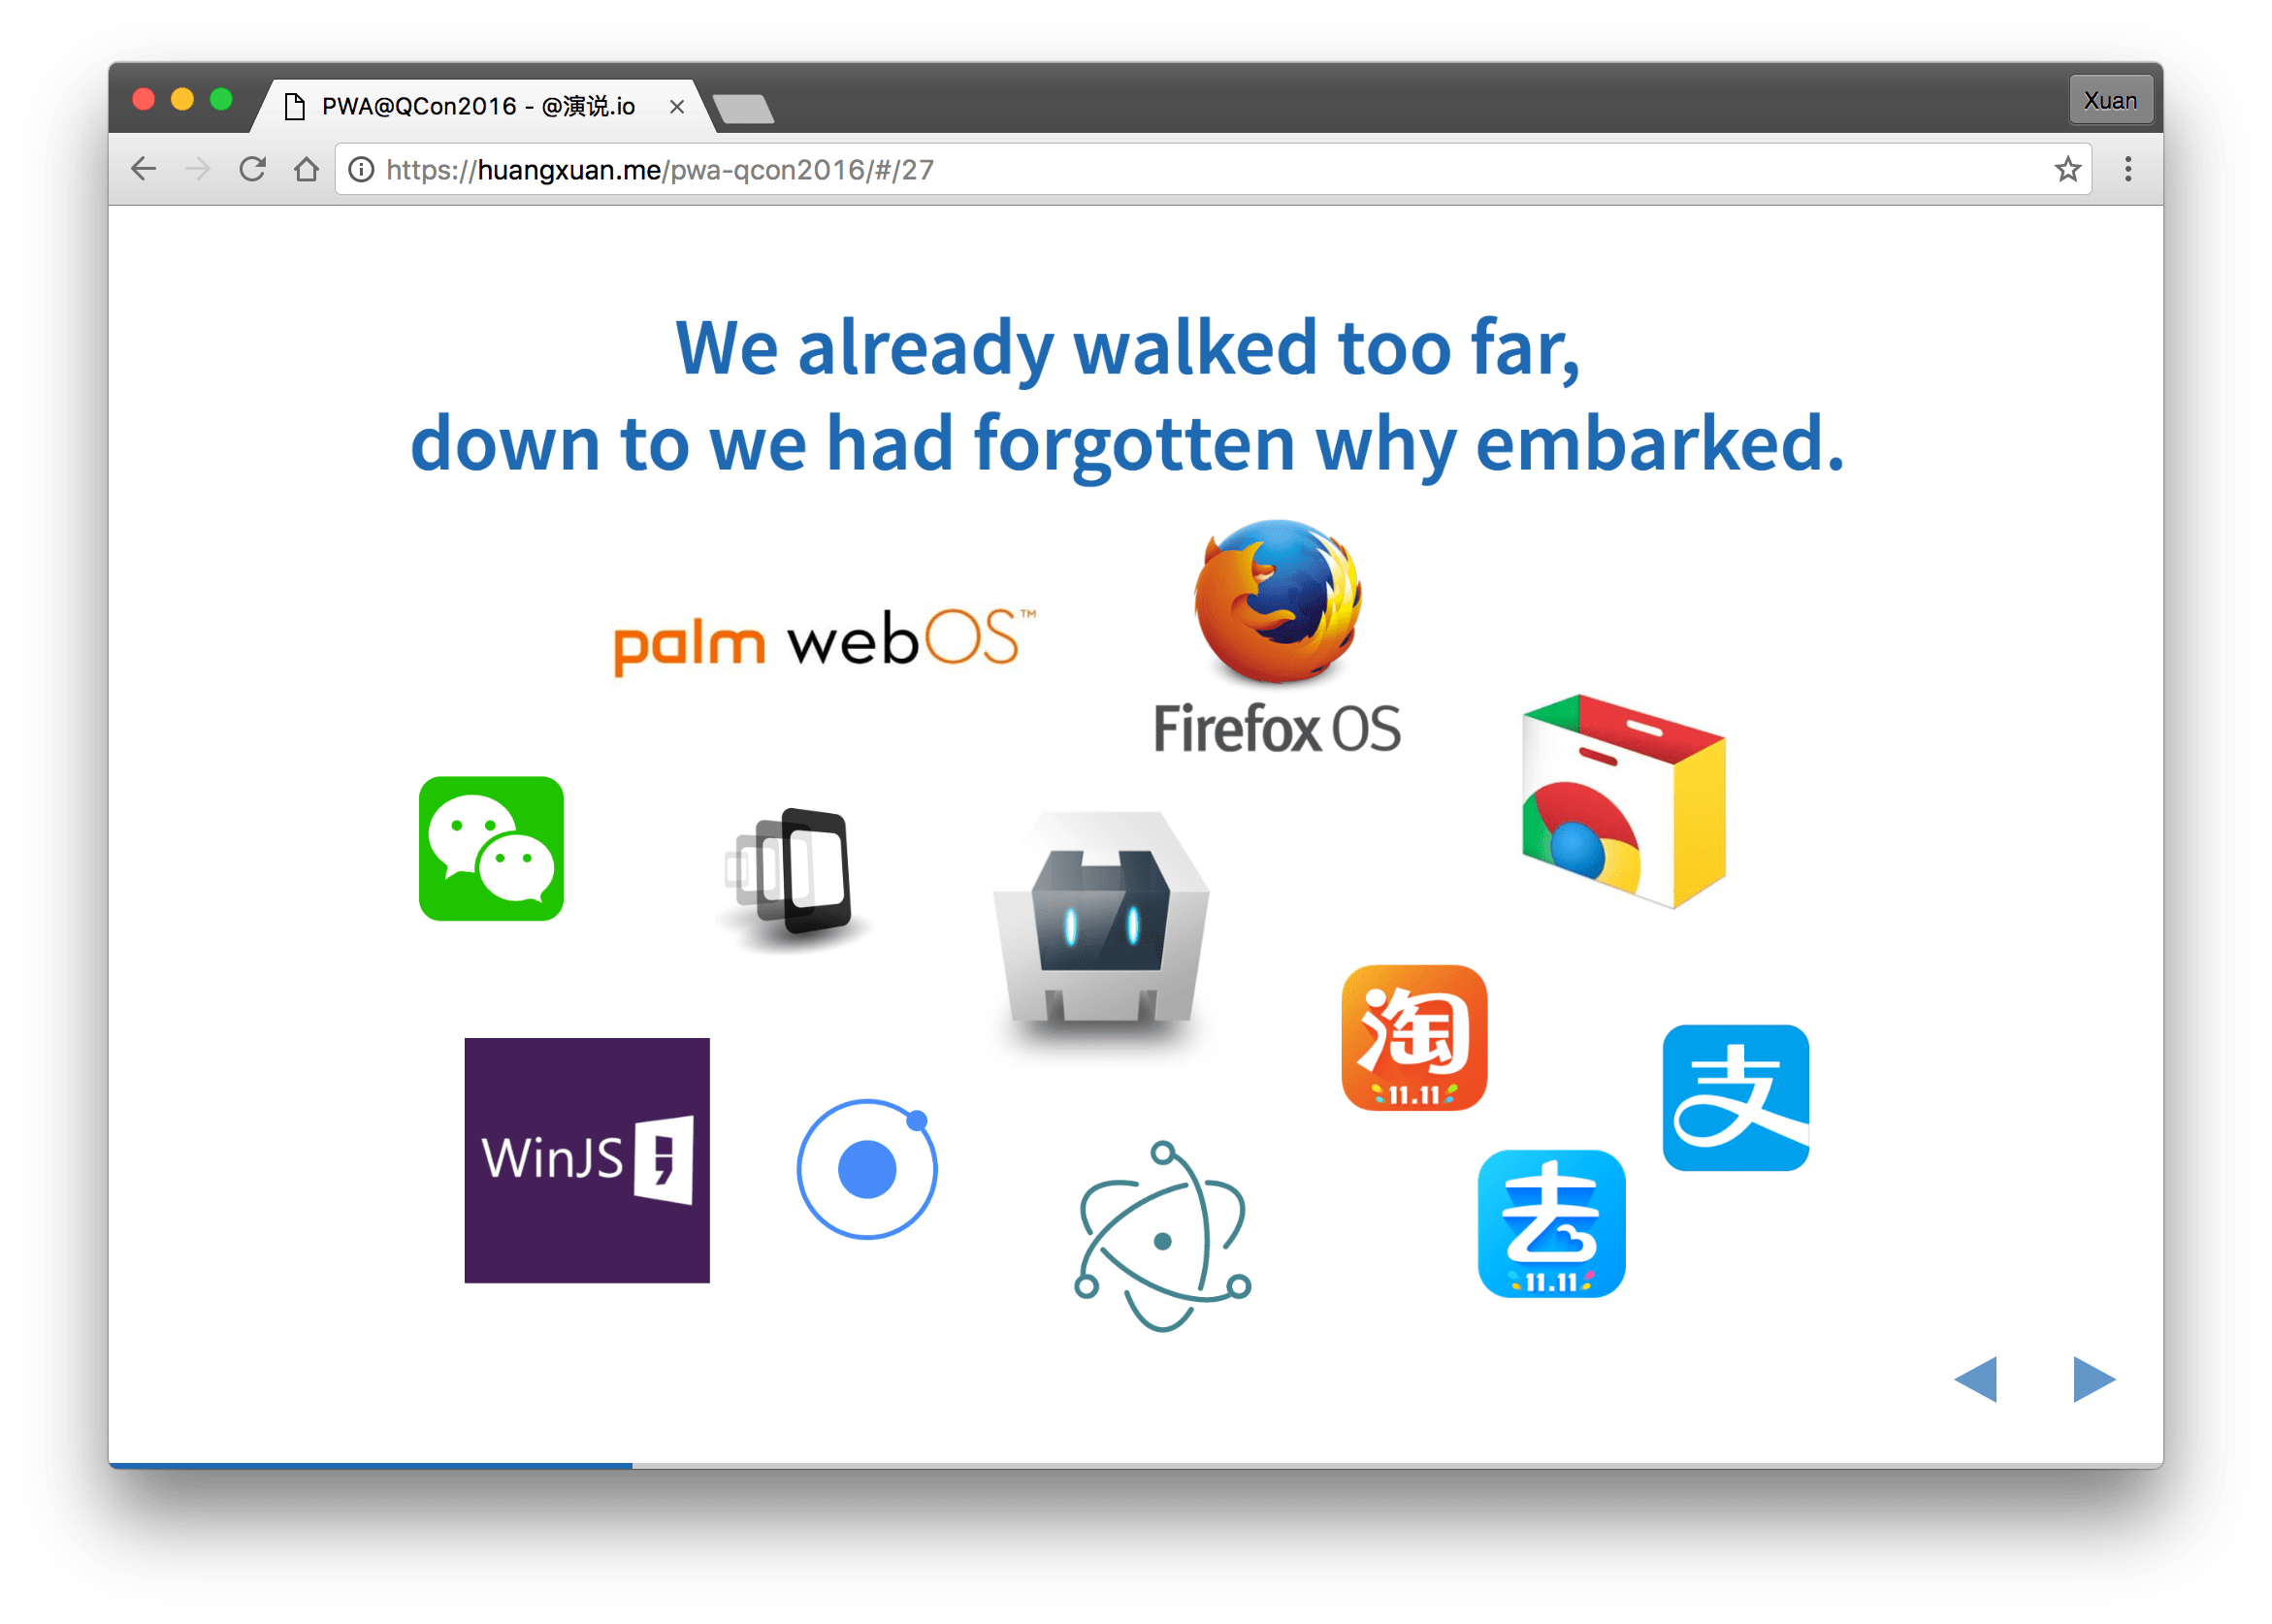 PWA@QCon2016 - @演说.io
Xuan
https://huangxuan.me/pwa-qcon2016/#/27
We already walked too far,
down to we had forgotten why embarked.
palm webOS™
Firefox OS
淘
11.11
WinJS
支
去
11.11